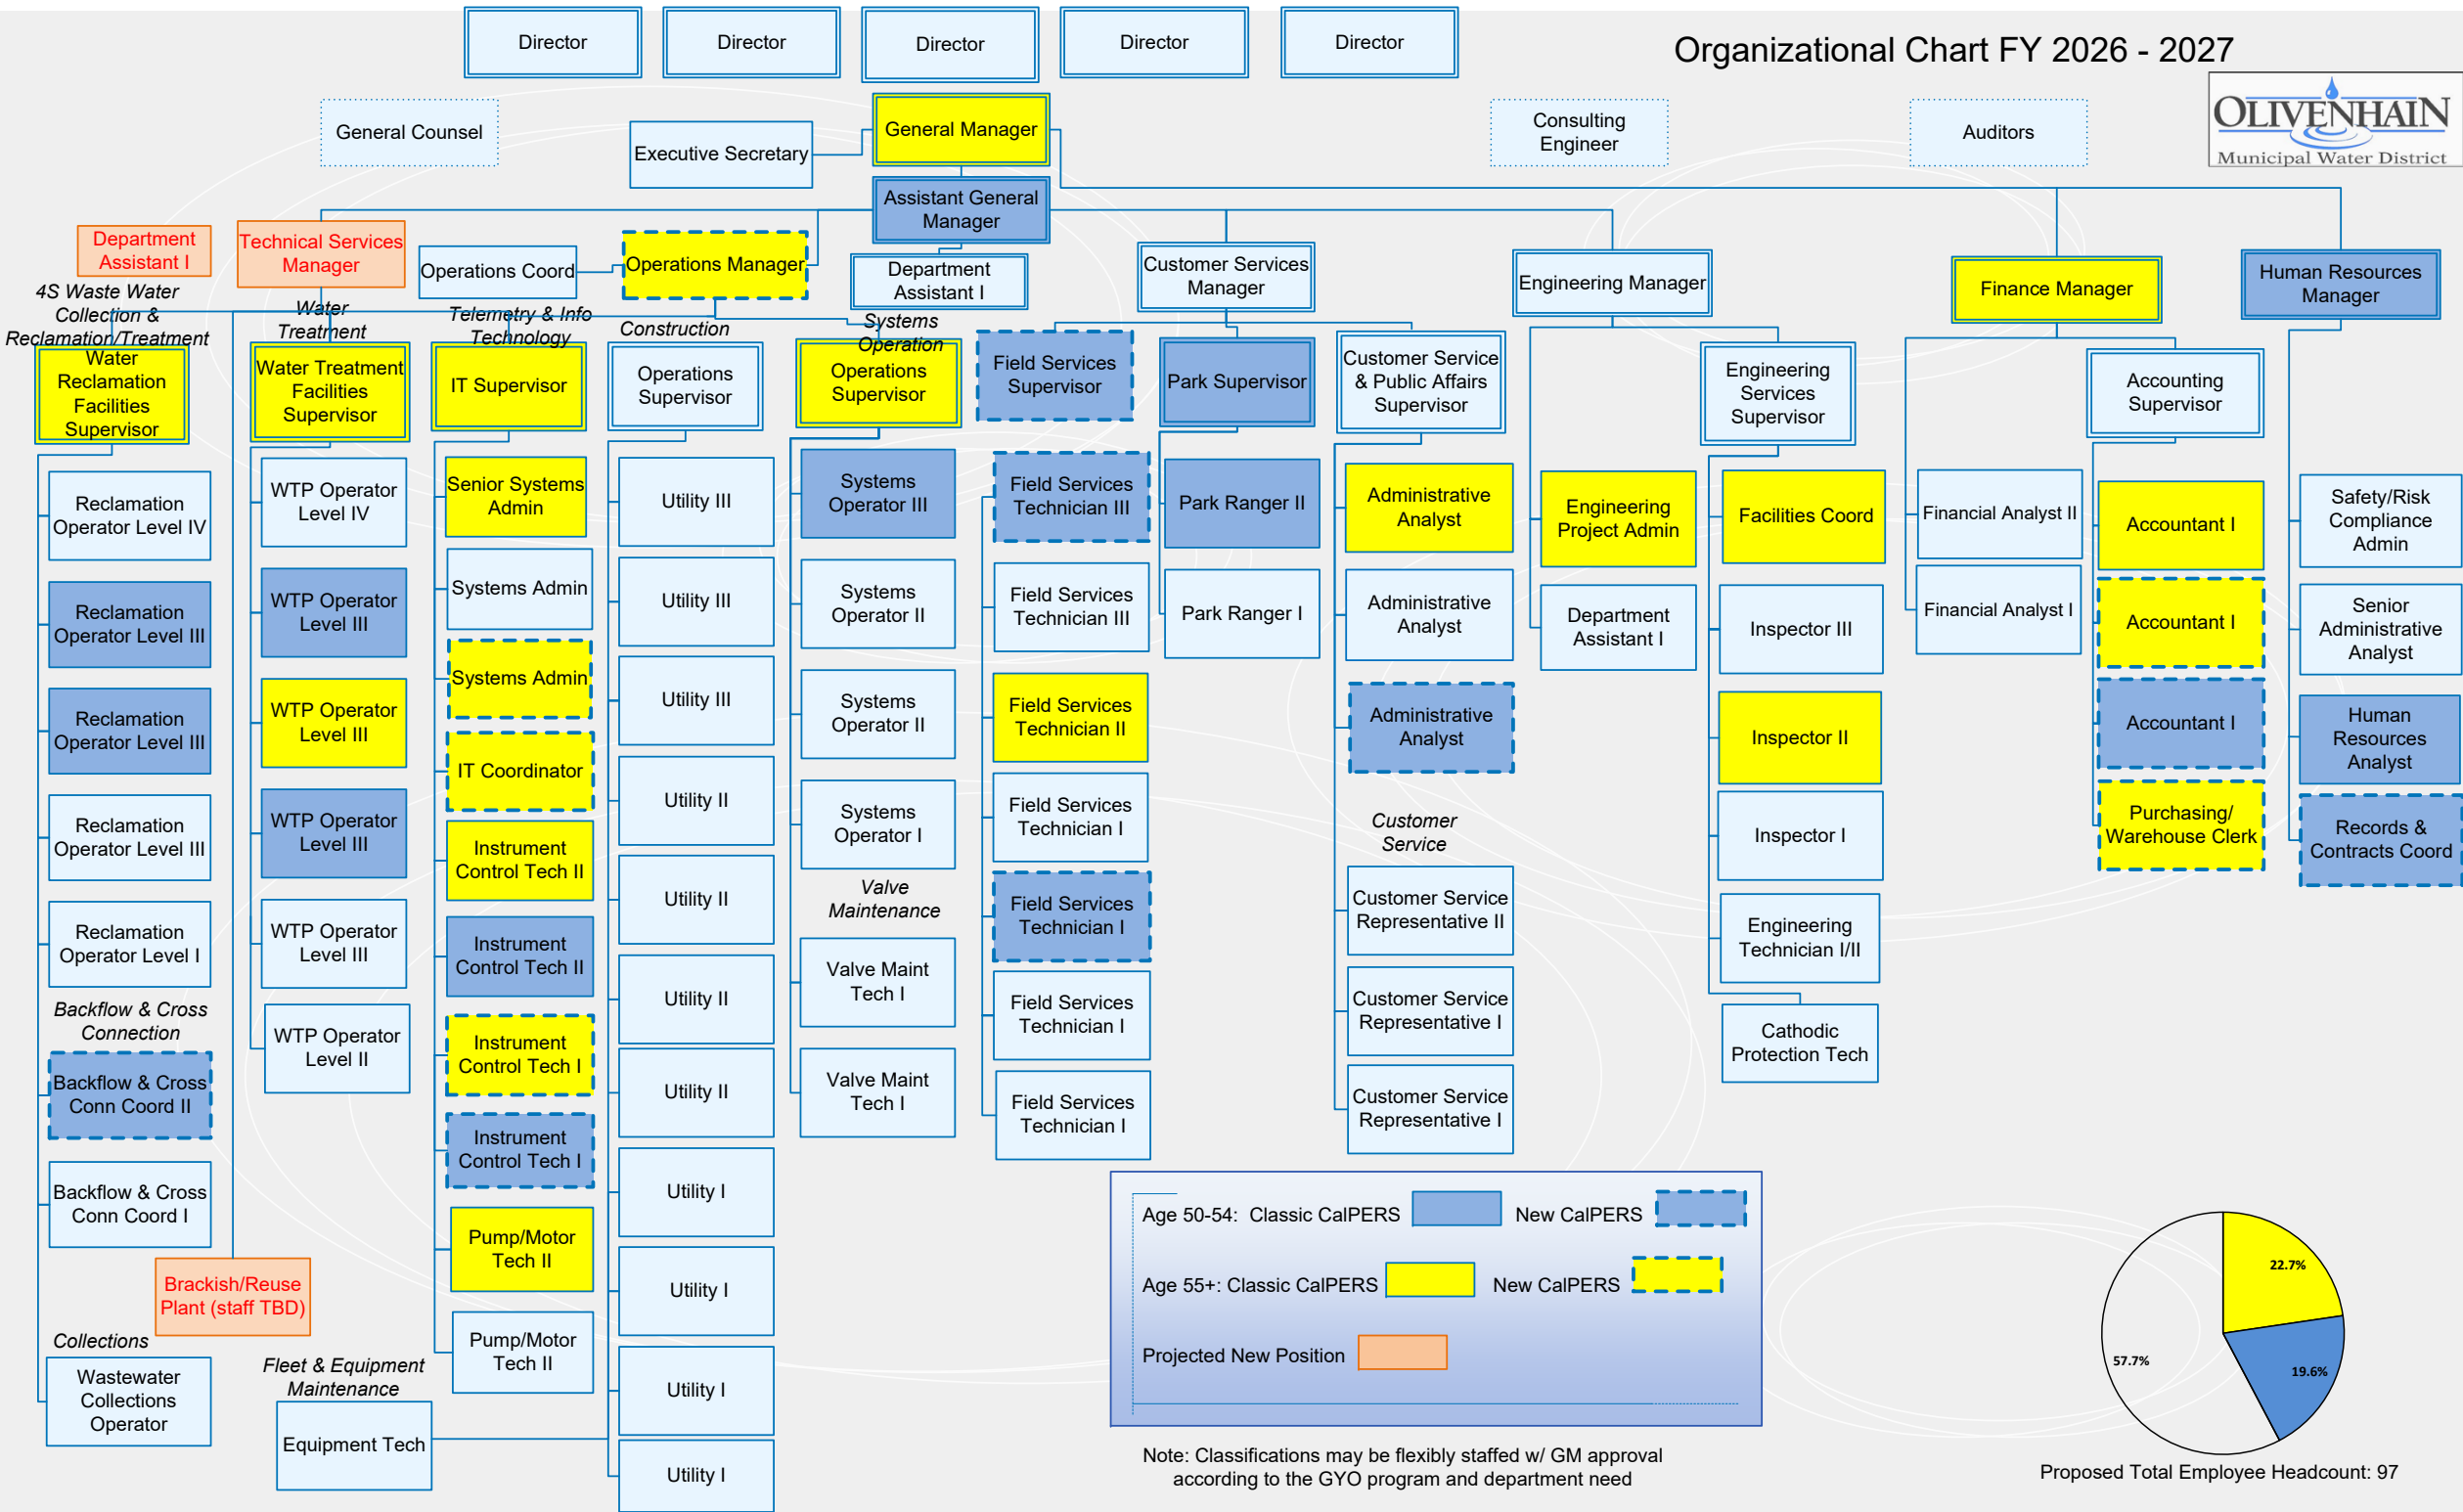 Director
Director
Director
Director
Director
Organizational Chart FY 2026 - 2027
OLIVENHAIN
Municipal Water District
General Counsel
Executive Secretary
General Manager
Consulting
Engineer
Auditors
Assistant General
Manager
Department
Assistant I
Technical Services
Manager
Operations Coord
Operations Manager
Department
Assistant I
Customer Services
Manager
Engineering Manager
Finance Manager
Human Resources
Manager
4S Waste Water
Collection &
Reclamation/Treatment
Water
Treatment
Telemetry & Info
Technology
Construction
Systems
Operation
Water
Reclamation
Facilities
Supervisor
Water Treatment
Facilities
Supervisor
IT Supervisor
Operations
Supervisor
Operations
Supervisor
Field Services
Supervisor
Park Supervisor
Customer Service
& Public Affairs
Supervisor
Engineering
Services
Supervisor
Accounting
Supervisor
Reclamation
Operator Level IV
Reclamation
Operator Level III
Reclamation
Operator Level III
Reclamation
Operator Level III
Reclamation
Operator Level I
Backflow & Cross
Connection
Backflow & Cross
Conn Coord II
Backflow & Cross
Conn Coord I
Brackish/Reuse
Plant (staff TBD)
Collections
Wastewater
Collections
Operator
WTP Operator
Level IV
WTP Operator
Level III
WTP Operator
Level III
WTP Operator
Level III
WTP Operator
Level III
WTP Operator
Level II
Fleet & Equipment
Maintenance
Equipment Tech
Senior Systems
Admin
Systems Admin
Systems Admin
IT Coordinator
Instrument
Control Tech II
Instrument
Control Tech II
Instrument
Control Tech I
Instrument
Control Tech I
Pump/Motor
Tech II
Pump/Motor
Tech II
Utility III
Utility III
Utility III
Utility II
Utility II
Utility II
Utility II
Utility I
Utility I
Utility I
Utility I
Systems
Operator III
Systems
Operator II
Systems
Operator II
Systems
Operator I
Valve
Maintenance
Valve Maint
Tech I
Valve Maint
Tech I
Field Services
Technician III
Field Services
Technician III
Field Services
Technician II
Field Services
Technician I
Field Services
Technician I
Field Services
Technician I
Field Services
Technician I
Park Ranger II
Park Ranger I
Administrative
Analyst
Administrative
Analyst
Administrative
Analyst
Customer
Service
Customer Service
Representative II
Customer Service
Representative I
Customer Service
Representative I
Engineering
Project Admin
Department
Assistant I
Facilities Coord
Inspector III
Inspector II
Inspector I
Engineering
Technician I/II
Cathodic
Protection Tech
Financial Analyst II
Financial Analyst I
Accountant I
Accountant I
Accountant I
Purchasing/
Warehouse Clerk
Safety/Risk
Compliance
Admin
Senior
Administrative
Analyst
Human
Resources
Analyst
Records &
Contracts Coord
Age 50-54: Classic CalPERS
New CalPERS
Age 55+: Classic CalPERS
New CalPERS
Projected New Position
Note: Classifications may be flexibly staffed w/ GM approval
according to the GYO program and department need
22.7%
57.7%
19.6%
Proposed Total Employee Headcount: 97